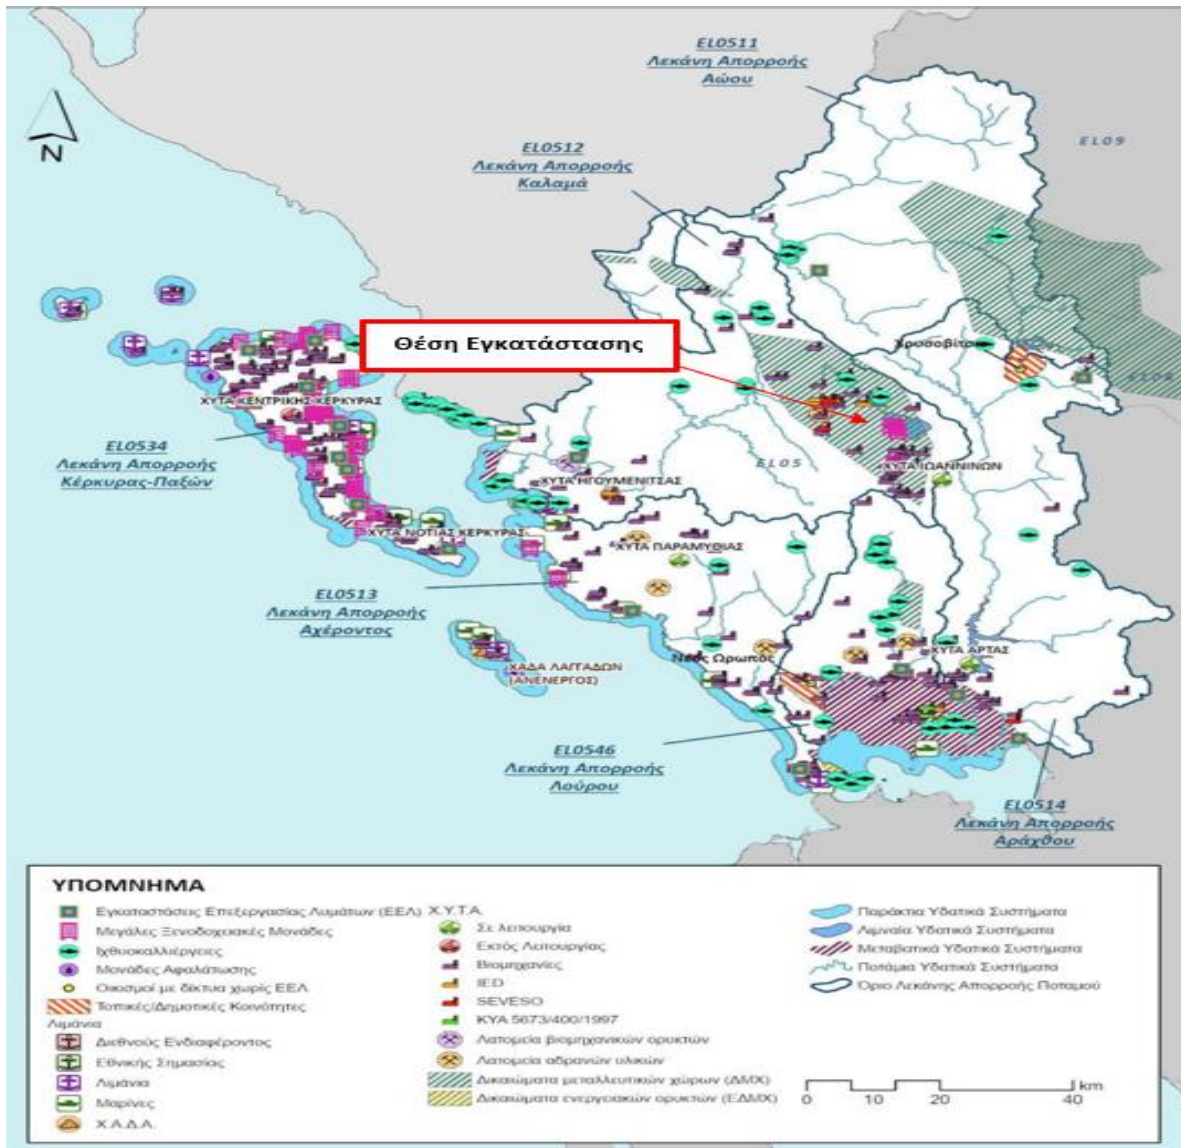 EL0511
Λεκάνη Απορροής
Αώου
EL09
EL0512
Λεκάνη Απορροής
Καλαμά
N
Θέση Εγκατάστασης
Χρυσοβίτσα
ΧΥΤΑ ΚΕΝΤΡΙΚΗΣ ΚΕΡΚΥΡΑΣ
EL0534
Λεκάνη Απορροής
Κέρκυρας-Παξών
EL05
ΧΥΤΑ ΙΩΑΝΝΙΝΩΝ
ΧΥΤΑ ΗΓΟΥΜΕΝΙΤΣΑΣ
ΧΥΤΑ ΝΟΤΙΑΣ ΚΕΡΚΥΡΑΣ
ΧΥΤΑ ΠΑΡΑΜΥΘΙΑΣ
EL0513
Λεκάνη Απορροής
Αχέροντος
ΧΑΔΑ ΛΑΓΓΑΔΩΝ
(ΑΝΕΝΕΡΓΟΣ)
Νέος Ωρωπός
ΧΥΤΑ ΑΡΤΑΣ
EL0546
Λεκάνη Απορροής
Λούρου
EL0514
Λεκάνη Απορροής
Αράχθου
ΥΠΟΜΝΗΜΑ
Εγκαταστάσεις Επεξεργασίας Λυμάτων (ΕΕΛ)
Μεγάλες Ξενοδοχειακές Μονάδες
Ιχθυοκαλλιέργειες
Μονάδες Αφαλάτωσης
Οικισμοί με δίκτυα χωρίς ΕΕΛ
Τοπικές/Δημοτικές Κοινότητες
Λιμάνια
Διεθνούς Ενδιαφέροντος
Εθνικής Σημασίας
Λιμάνια
Μαρίνες
Χ.Α.Δ.Α.
Χ.Υ.Τ.Α.
Σε λειτουργία
Εκτός Λειτουργίας
Βιομηχανίες
IED
SEVESO
ΚΥΑ 5673/400/1997
Λατομεία βιομηχανικών ορυκτών
Λατομεία αδρανών υλικών
Δικαιώματα μεταλλευτικών χώρων (ΔΜΧ)
Δικαιώματα ενεργειακών ορυκτών (ΕΔΜΧ)
Παράκτια Υδατικά Συστήματα
Λιμναία Υδατικά Συστήματα
Μεταβατικά Υδατικά Συστήματα
Ποτάμια Υδατικά Συστήματα
Όριο Λεκάνης Απορροής Ποταμού
km
0 10 20 40